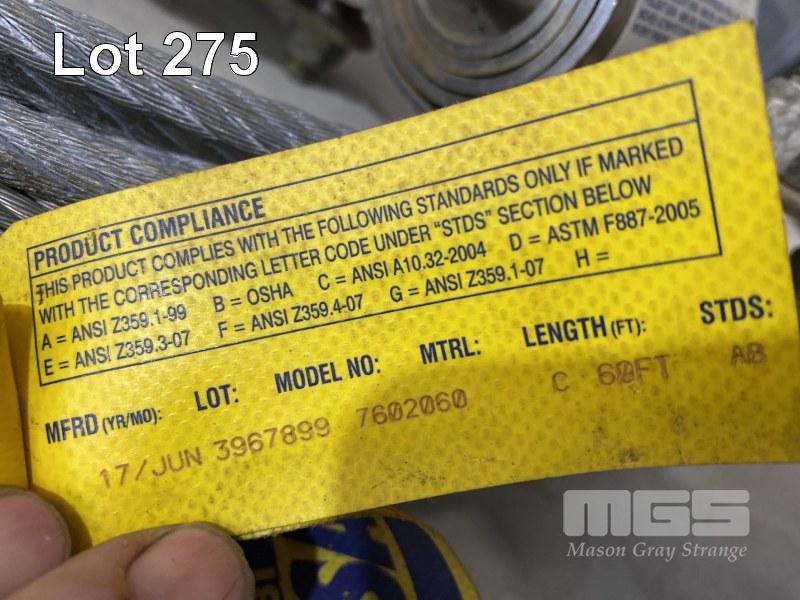 Lot 275
PRODUCT COMPLIANCE
THIS PRODUCT COMPLIES WITH THE FOLLOWING STANDARDS ONLY IF MARKED
WITH THE CORRESPONDING LETTER CODE UNDER "STDS" SECTION BELOW
A = ANSI Z359.1-99 B = OSHA C = ANSI A10.32-2004 D = ASTM F887-2005
E = ANSI Z359.3-07 F = ANSI Z359.4-07 G = ANSI Z359.1-07 H =
MFRD (YR/MO): LOT: MODEL NO: MTRL: LENGTH (FT): STDS:
17/JUN 3967899 7602060 C 60FT AB
MGS
Mason Gray Strange